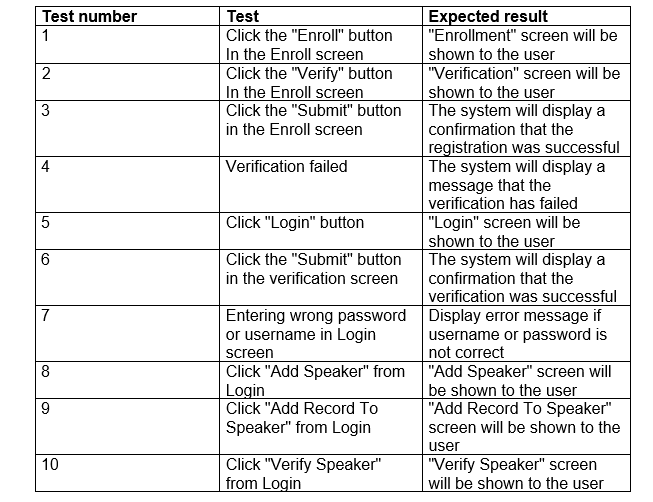 Test number Test Expected result
1 Click the "Enroll" button "Enrollment" screen will be
In the Enroll screen shown to the user
2 Click the "Verify" button "Verification" screen will be
In the Enroll screen shown to the user
3 Click the "Submit" button The system will display a
in the Enroll screen confirmation that the
registration was successful
4 Verification failed The system will display a
message that the
verification has failed
5 Click "Login" button "Login" screen will be
shown to the user
6 Click the "Submit" button The system will display a
in the verification screen confirmation that the
verification was successful
7 Entering wrong password Display error message if
or username in Login username or password is
screen not correct
8 Click "Add Speaker" from "Add Speaker" screen will
Login be shown to the user
9 Click "Add Record To "Add Record To Speaker"
Speaker" from Login screen will be shown to the
user
10 Click "Verify Speaker" "Verify Speaker" screen
from Login will be shown to the user